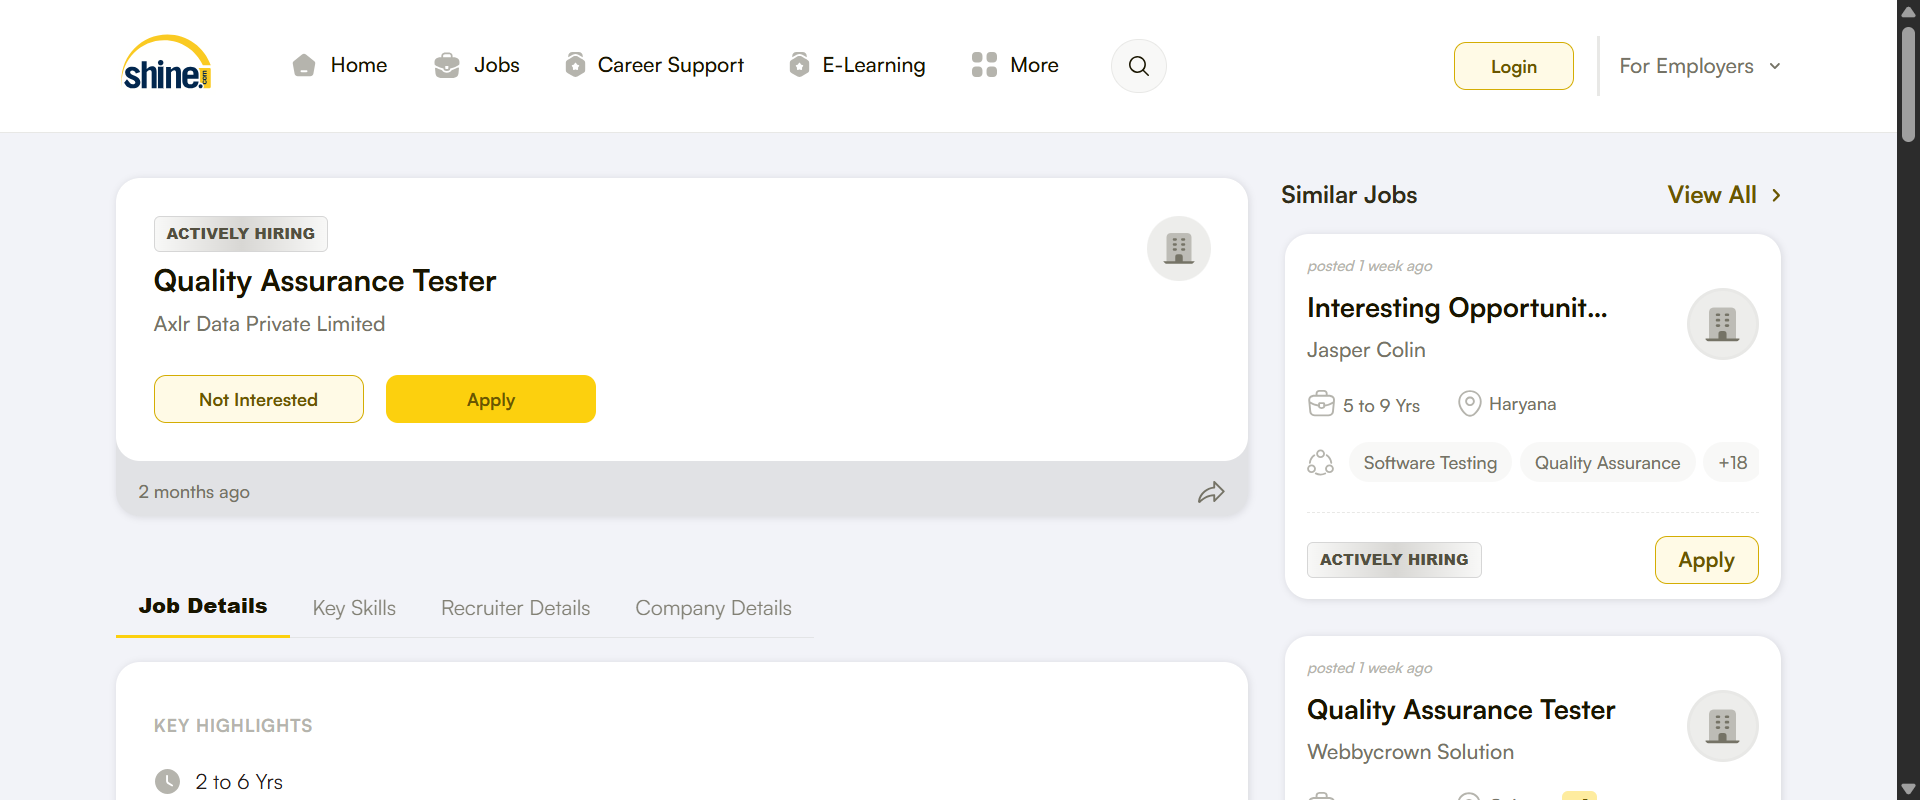 shine.com
Home
Jobs
Career Support
E-Learning
More
Login
For Employers
ACTIVELY HIRING
Quality Assurance Tester
Axlr Data Private Limited
Not Interested
Apply
2 months ago
Job Details
Key Skills
Recruiter Details
Company Details
KEY HIGHLIGHTS
2 to 6 Yrs
Similar Jobs
View All
posted 1 week ago
Interesting Opportunit...
Jasper Colin
5 to 9 Yrs
Haryana
Software Testing
Quality Assurance
+18
ACTIVELY HIRING
Apply
posted 1 week ago
Quality Assurance Tester
Webbycrown Solution